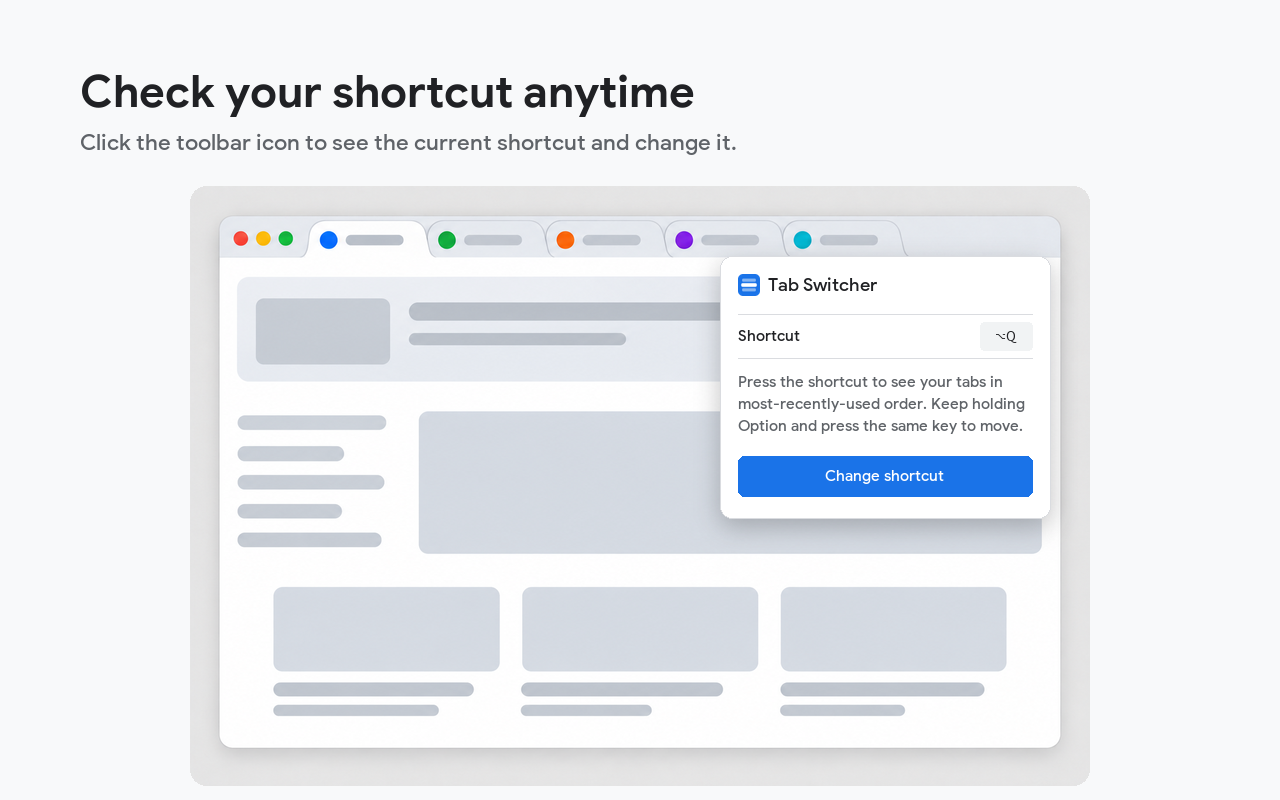 Check your shortcut anytime
Click the toolbar icon to see the current shortcut and change it.
Tab Switcher
Shortcut
⌥Q
Press the shortcut to see your tabs in
most-recently-used order. Keep holding
Option and press the same key to move.
Change shortcut